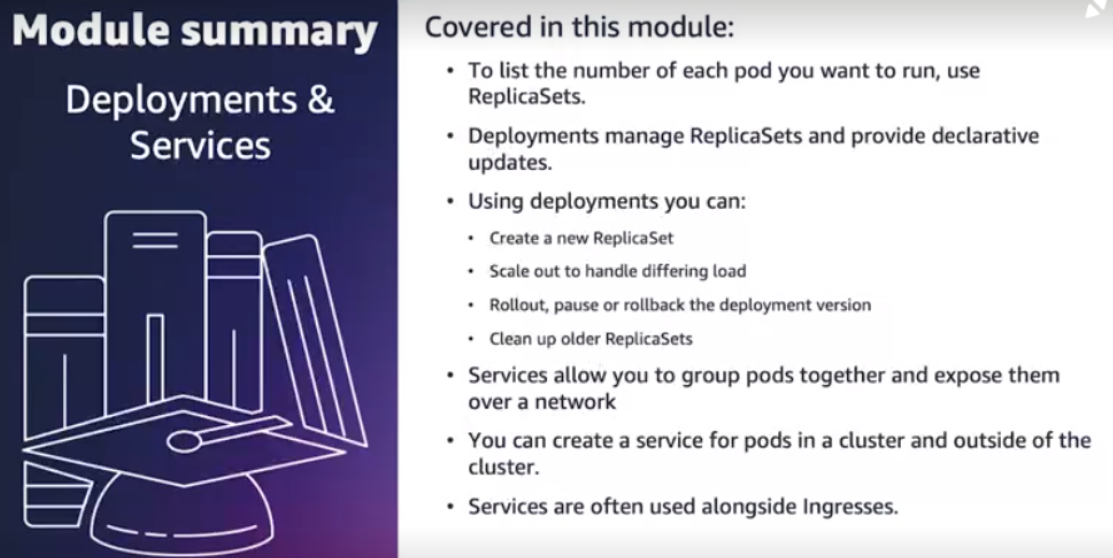 Module summary
Deployments &
Services
Covered in this module:
• To list the number of each pod you want to run, use
ReplicaSets.
• Deployments manage ReplicaSets and provide declarative
updates.
• Using deployments you can:
• Create a new ReplicaSet
• Scale out to handle differing load
• Rollout, pause or rollback the deployment version
• Clean up older ReplicaSets
• Services allow you to group pods together and expose them
over a network
• You can create a service for pods in a cluster and outside of the
cluster.
• Services are often used alongside Ingresses.